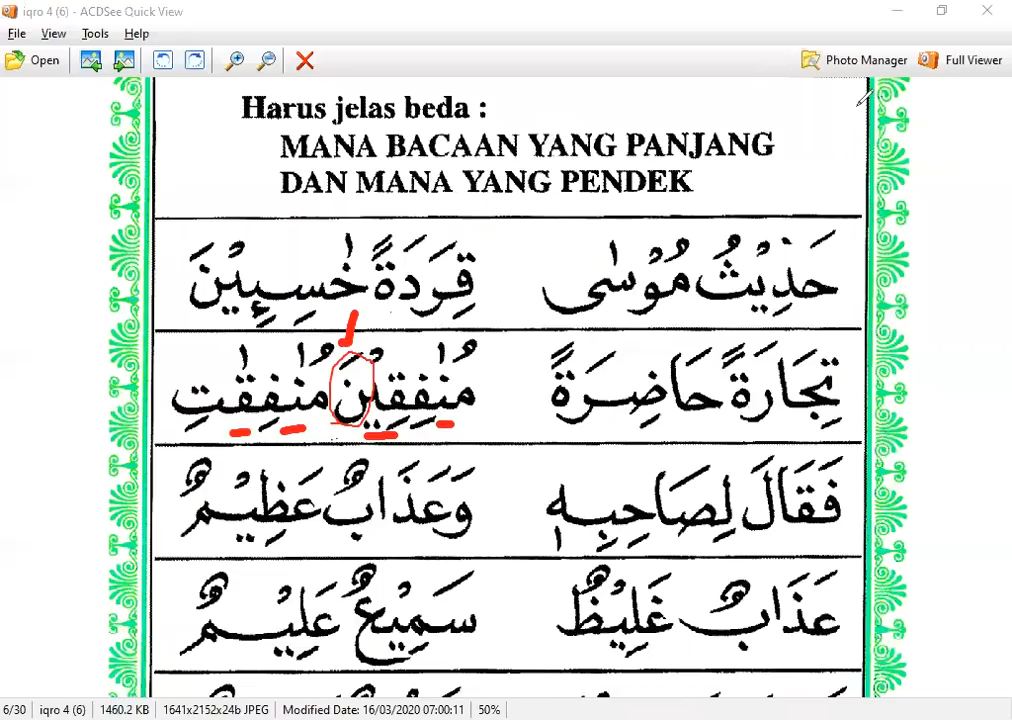 iqro 4 (6) - ACDSee Quick View
File View Tools Help
Open Photo Manager Full Viewer
Harus jelas beda :
MANA BACAAN YANG PANJANG
DAN MANA YANG PENDEK
حَدِيْثُ مُوْسٰى قِرَدَةً خٰسِـِٕيْنَ
تِجَارَةً حَاضِرَةً مُنٰفِقِيْنَ مُنٰفِقٰتِ
فَقَالَ لِصَاحِبِهٖ وَعَذَابٌ عَظِيْمٌ
عَذَابٌ غَلِيْظٌ سَمِيْعٌ عَلِيْمٌ
6/30 iqro 4 (6) 1460.2 KB 1641x2152x24b JPEG Modified Date: 16/03/2020 07:00:11 50%